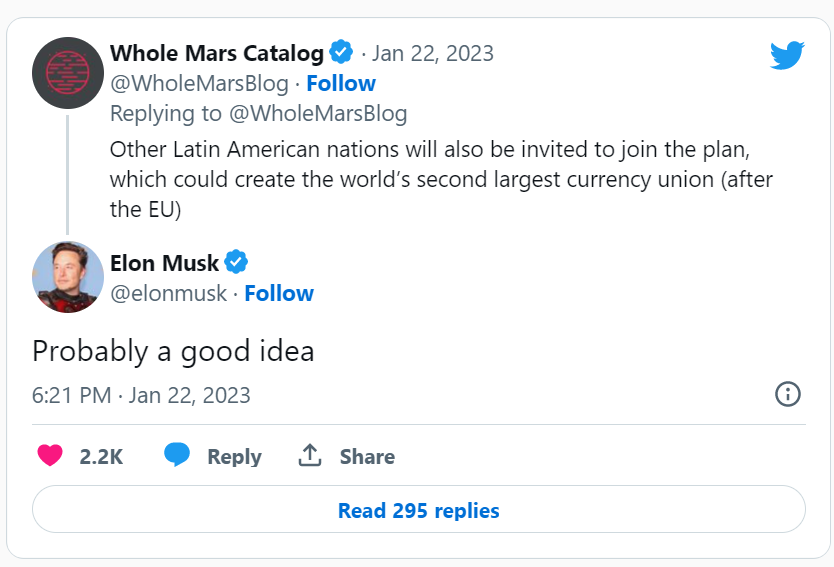 Whole Mars Catalog · Jan 22, 2023
@WholeMarsBlog · Follow
Replying to @WholeMarsBlog
Other Latin American nations will also be invited to join the plan,
which could create the world’s second largest currency union (after
the EU)
Elon Musk
@elonmusk · Follow
Probably a good idea
6:21 PM · Jan 22, 2023
2.2K Reply Share
Read 295 replies